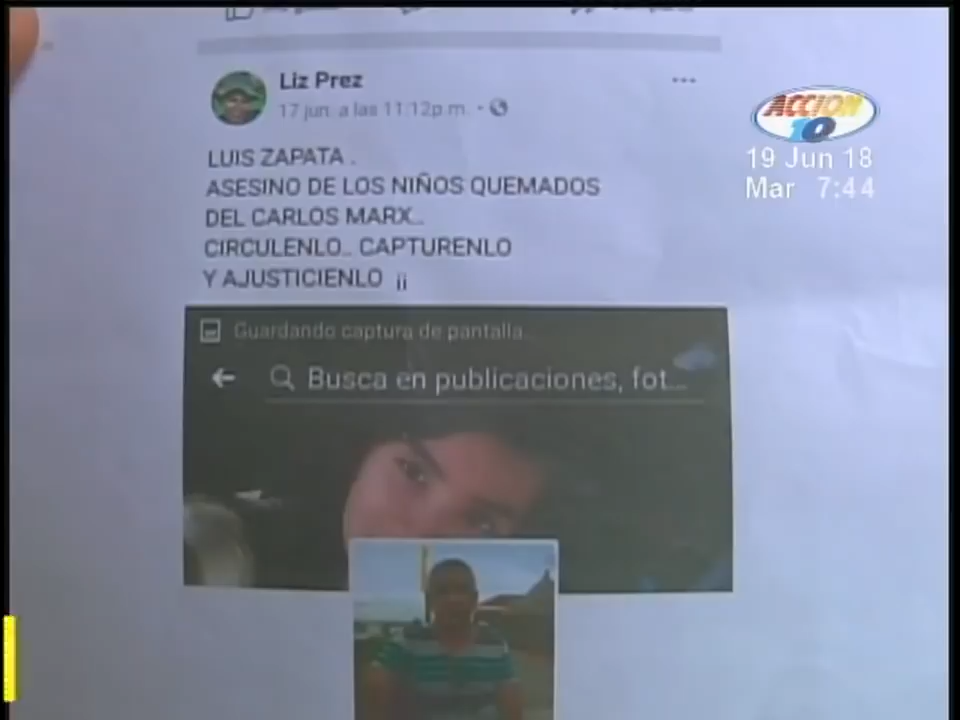 Liz Prez
17 jun. a las 11:12p.m.
LUIS ZAPATA .
ASESINO DE LOS NIÑOS QUEMADOS
DEL CARLOS MARX..
CIRCULENLO.. CAPTURENLO
Y AJUSTICIENLO ¡¡
Guardando captura de pantalla...
Busca en publicaciones, fot...
ACCION
10
19 Jun 18
Mar 7:44